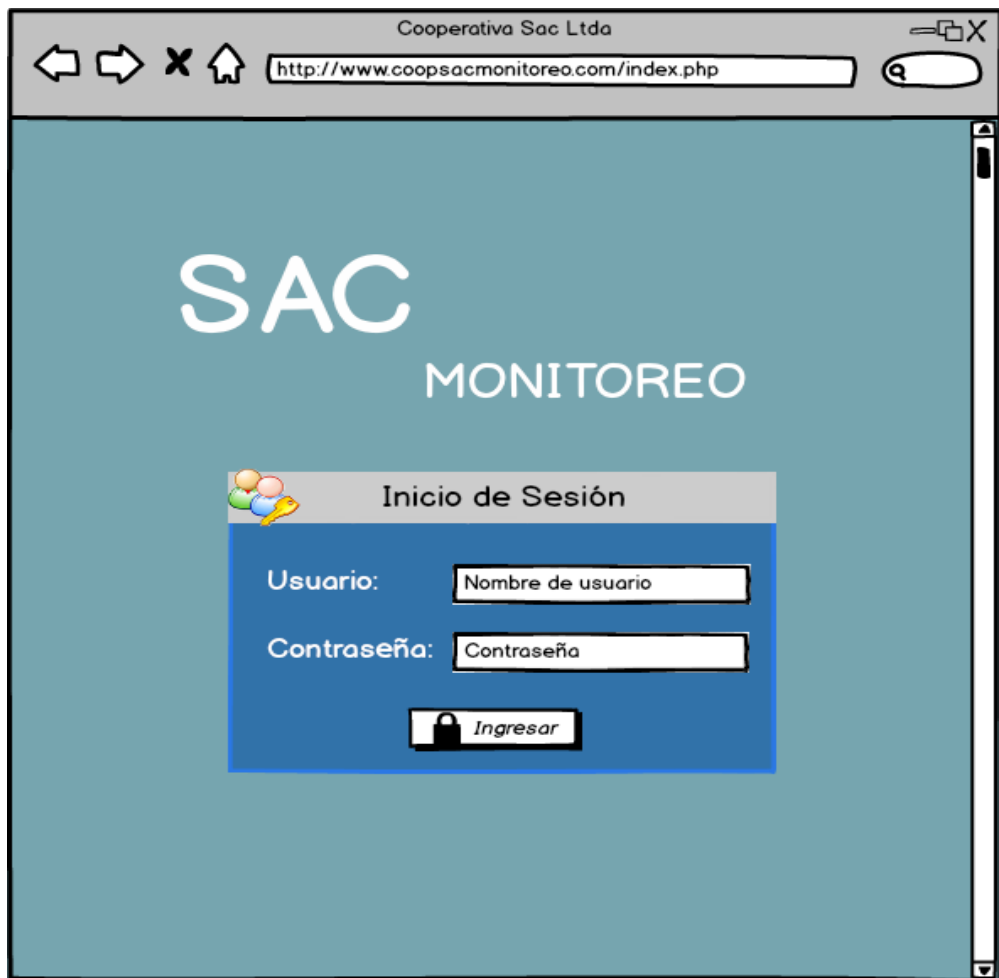 Cooperativa Sac Ltda
http://www.coopsacmonitoreo.com/index.php
SAC
MONITOREO
Inicio de Sesión
Usuario:
Nombre de usuario
Contraseña:
Contraseña
Ingresar